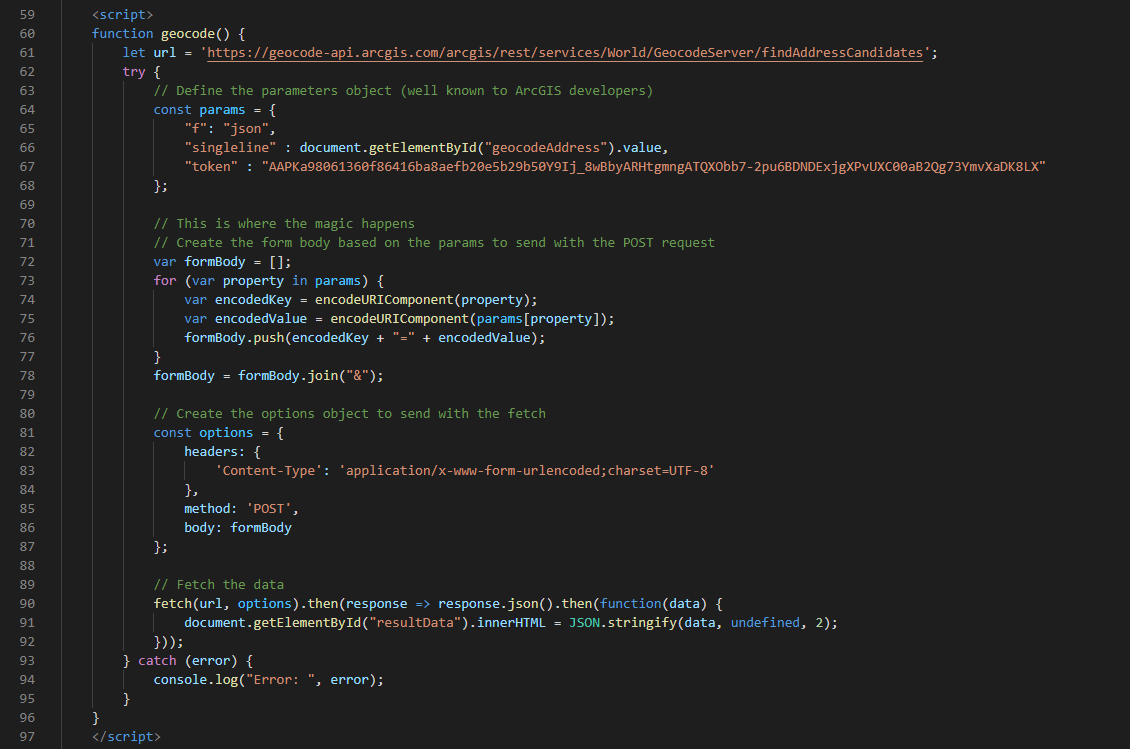 59 <script>
60 function geocode() {
61 let url = 'https://geocode-api.arcgis.com/arcgis/rest/services/World/GeocodeServer/findAddressCandidates';
62 try {
63 // Define the parameters object (well known to ArcGIS developers)
64 const params = {
65 "f": "json",
66 "singleline" : document.getElementById("geocodeAddress").value,
67 "token" : "AAPKa98061360f86416ba8aefb20e5b29b50Y9Ij_8wBbyARHtgmngATQXObb7-2pu6BDNDExjgXPvUXC00aB2Qg73YmvXaDK8LX"
68 };
69
70 // This is where the magic happens
71 // Create the form body based on the params to send with the POST request
72 var formBody = [];
73 for (var property in params) {
74 var encodedKey = encodeURIComponent(property);
75 var encodedValue = encodeURIComponent(params[property]);
76 formBody.push(encodedKey + "=" + encodedValue);
77 }
78 formBody = formBody.join("&");
79
80 // Create the options object to send with the fetch
81 const options = {
82 headers: {
83 'Content-Type': 'application/x-www-form-urlencoded;charset=UTF-8'
84 },
85 method: 'POST',
86 body: formBody
87 };
88
89 // Fetch the data
90 fetch(url, options).then(response => response.json().then(function(data) {
91 document.getElementById("resultData").innerHTML = JSON.stringify(data, undefined, 2);
92 }));
93 } catch (error) {
94 console.log("Error: ", error);
95 }
96 }
97 </script>